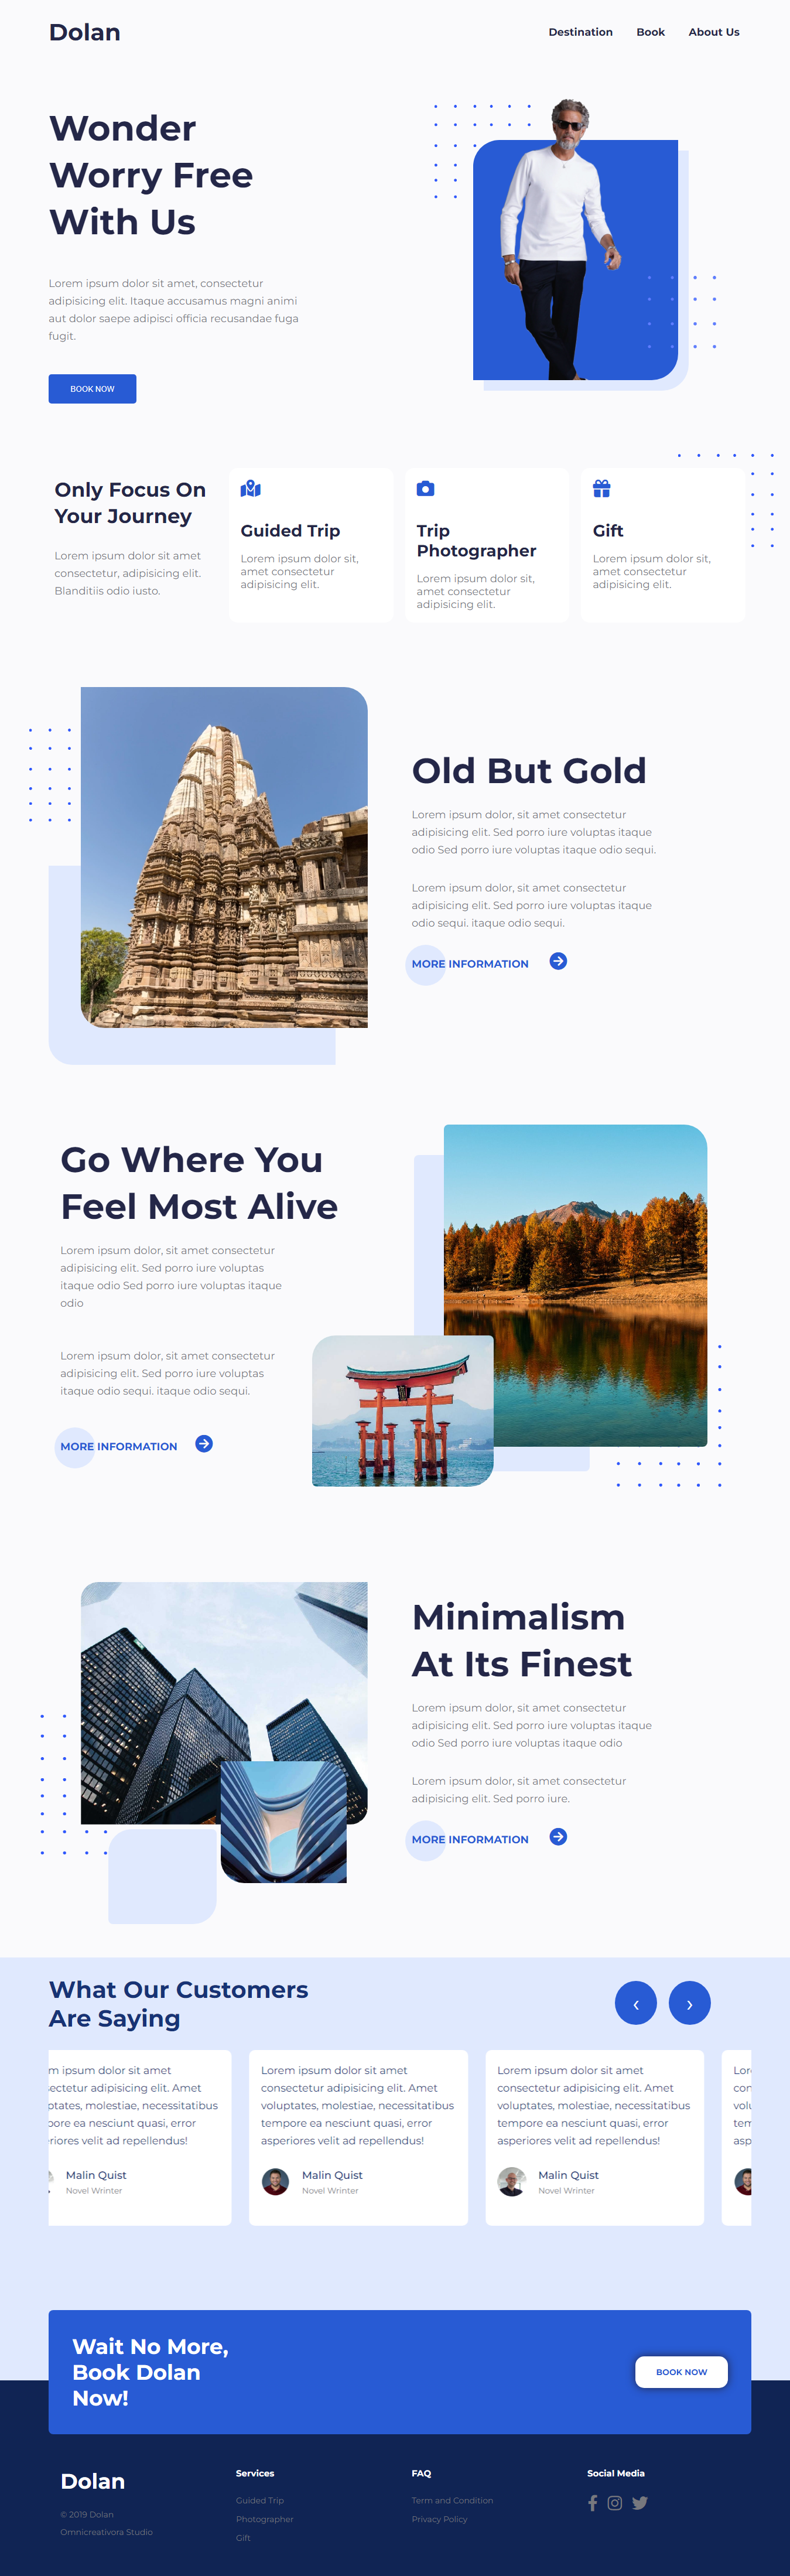 Dolan
Destination
Book
About Us
Wonder
Worry Free
With Us
Lorem ipsum dolor sit amet, consectetur
adipisicing elit. Itaque accusamus magni animi
aut dolor saepe adipisci officia recusandae fuga
fugit.
BOOK NOW
Only Focus On
Your Journey
Lorem ipsum dolor sit amet
consectetur, adipisicing elit.
Blanditiis odio iusto.
Guided Trip
Lorem ipsum dolor sit,
amet consectetur
adipisicing elit.
Trip
Photographer
Lorem ipsum dolor sit,
amet consectetur
adipisicing elit.
Gift
Lorem ipsum dolor sit,
amet consectetur
adipisicing elit.
Old But Gold
Lorem ipsum dolor, sit amet consectetur
adipisicing elit. Sed porro iure voluptas itaque
odio Sed porro iure voluptas itaque odio sequi.
Lorem ipsum dolor, sit amet consectetur
adipisicing elit. Sed porro iure voluptas itaque
odio sequi. itaque odio sequi.
MORE INFORMATION
Go Where You
Feel Most Alive
Lorem ipsum dolor, sit amet consectetur
adipisicing elit. Sed porro iure voluptas
itaque odio Sed porro iure voluptas itaque
odio
Lorem ipsum dolor, sit amet consectetur
adipisicing elit. Sed porro iure voluptas
itaque odio sequi. itaque odio sequi.
MORE INFORMATION
Minimalism
At Its Finest
Lorem ipsum dolor, sit amet consectetur
adipisicing elit. Sed porro iure voluptas itaque
odio Sed porro iure voluptas itaque odio
Lorem ipsum dolor, sit amet consectetur
adipisicing elit. Sed porro iure.
MORE INFORMATION
What Our Customers
Are Saying
ipsum dolor sit amet
adipisicing elit. Amet
molestiae, necessitatibus
ea nesciunt quasi, error
velit ad repellendus!
Malin Quist
Novel Wrinter
Lorem ipsum dolor sit amet
consectetur adipisicing elit. Amet
voluptates, molestiae, necessitatibus
tempore ea nesciunt quasi, error
asperiores velit ad repellendus!
Malin Quist
Novel Wrinter
Lorem ipsum dolor sit amet
consectetur adipisicing elit. Amet
voluptates, molestiae, necessitatibus
tempore ea nesciunt quasi, error
asperiores velit ad repellendus!
Malin Quist
Novel Wrinter
Wait No More,
Book Dolan
Now!
BOOK NOW
Dolan
© 2019 Dolan
Omnicreativora Studio
Services
Guided Trip
Photographer
Gift
FAQ
Term and Condition
Privacy Policy
Social Media